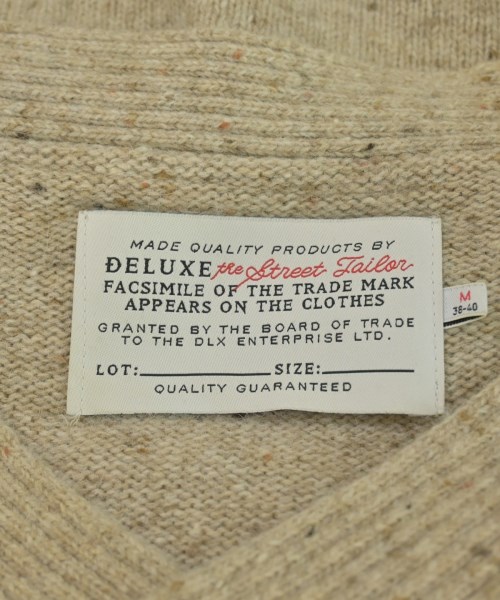 MADE QUALITY PRODUCTS BY
ĐELUXE the Street Tailor
FACSIMILE OF THE TRADE MARK
APPEARS ON THE CLOTHES
GRANTED BY THE BOARD OF TRADE
TO THE DLX ENTERPRISE LTD.
LOT: SIZE:
QUALITY GUARANTEED
M
38-40